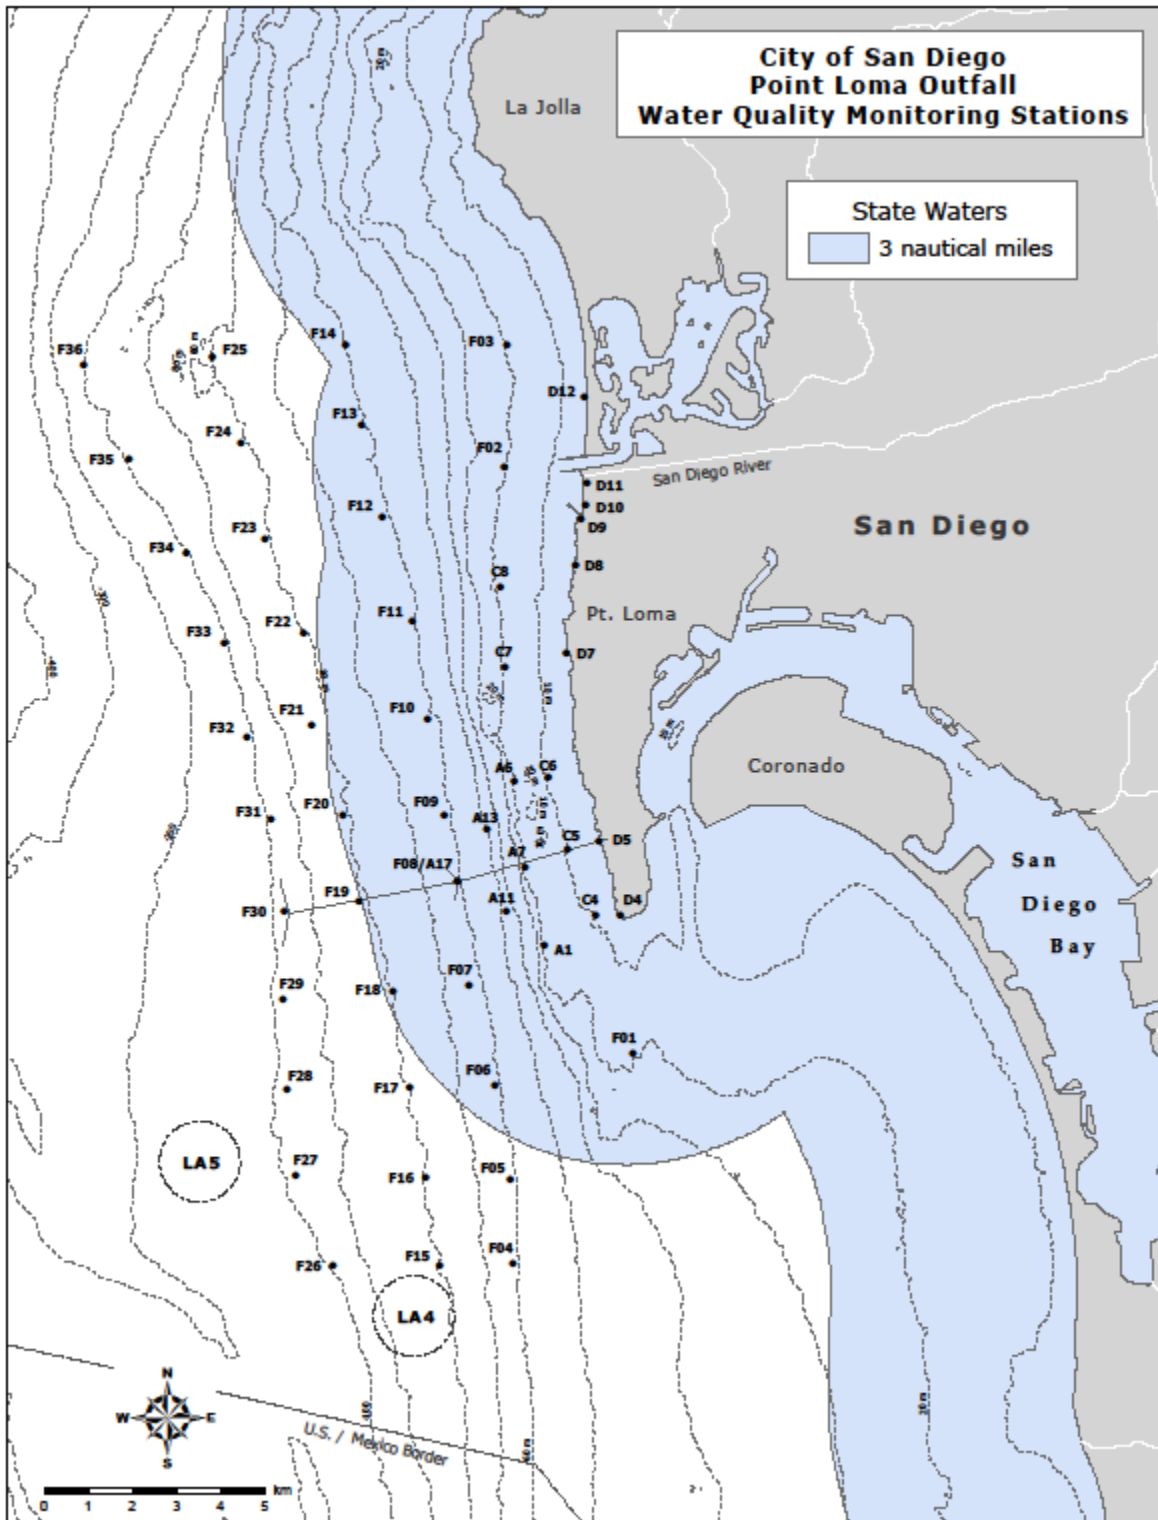 City of San Diego
Point Loma Outfall
Water Quality Monitoring Stations
State Waters
3 nautical miles
La Jolla
20 m
F14
F03
F36
F25
D12
F13
F24
F02
F35
San Diego River
D11
D10
D9
F12
San Diego
F23
F34
D8
C8
F11
Pt. Loma
F22
F33
D7
C7
10 m
F10
F21
F32
Coronado
A6
C6
F09
F20
F31
A13
10 m
D5
C5
A7
F08/A17
San
F19
F30
A11
C4
D4
Diego
Bay
A1
F07
F29
F18
F01
F06
F28
F17
LA5
F27
F16
F05
F04
F15
F26
LA4
N
W
E
S
U.S. / Mexico Border
20 m
60 m
km
0
1
2
3
4
5